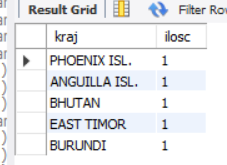 Result Grid Filter Rov
kraj ilosc
PHOENIX ISL. 1
ANGUILLA ISL. 1
BHUTAN 1
EAST TIMOR 1
BURUNDI 1